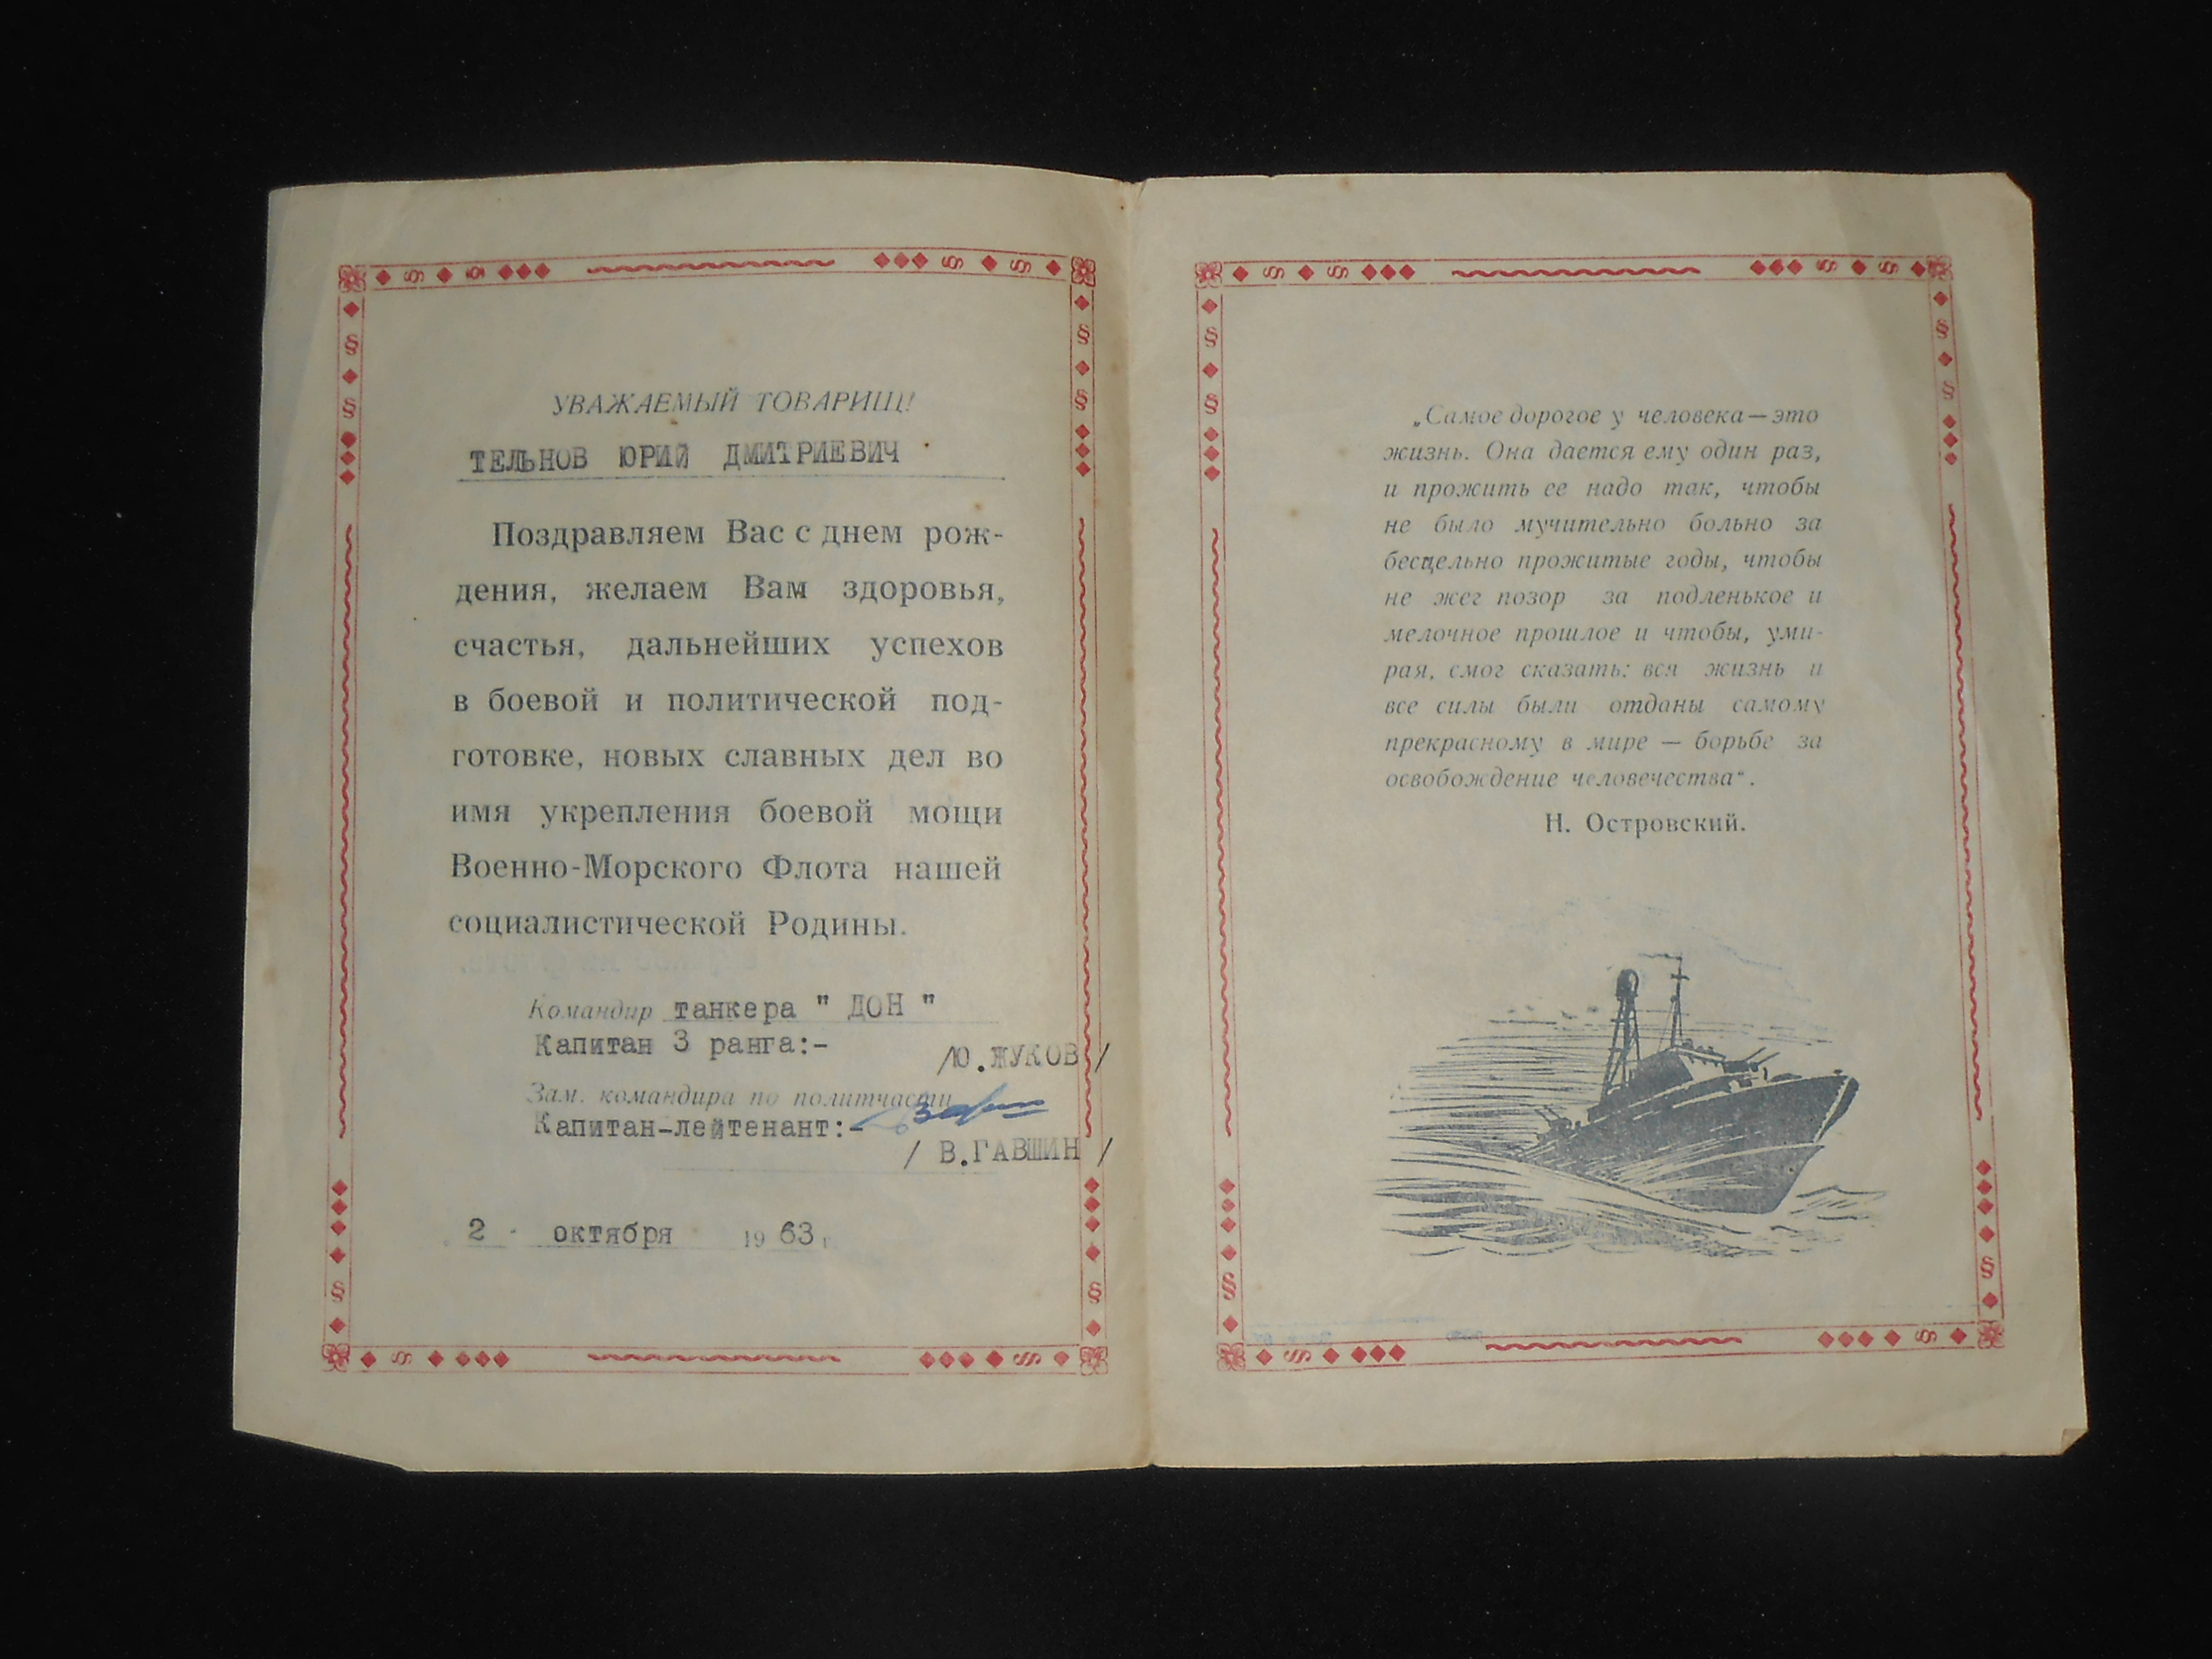 УВАЖАЕМЫЙ ТОВАРИЩ!
ТЕЛЬНОВ ЮРИЙ ДМИТРИЕВИЧ
Поздравляем Вас с днем рож-
дения, желаем Вам здоровья,
счастья, дальнейших успехов
в боевой и политической под-
готовке, новых славных дел во
имя укрепления боевой мощи
Военно-Морского Флота нашей
социалистической Родины.
Командир танкера " ДОН "
Капитан 3 ранга:-
/Ю.ЖУКОВ/
Зам. командира по политчасти
Капитан-лейтенант:-
/ В.ГАВШИН /
2 октября 1963г
„Самое дорогое у человека—это
жизнь. Она дается ему один раз,
и прожить ее надо так, чтобы
не было мучительно больно за
бесцельно прожитые годы, чтобы
не жег позор за подленькое и
мелочное прошлое и чтобы, уми-
рая, смог сказать: вся жизнь и
все силы были отданы самому
прекрасному в мире — борьбе за
освобождение человечества".
Н. Островский.